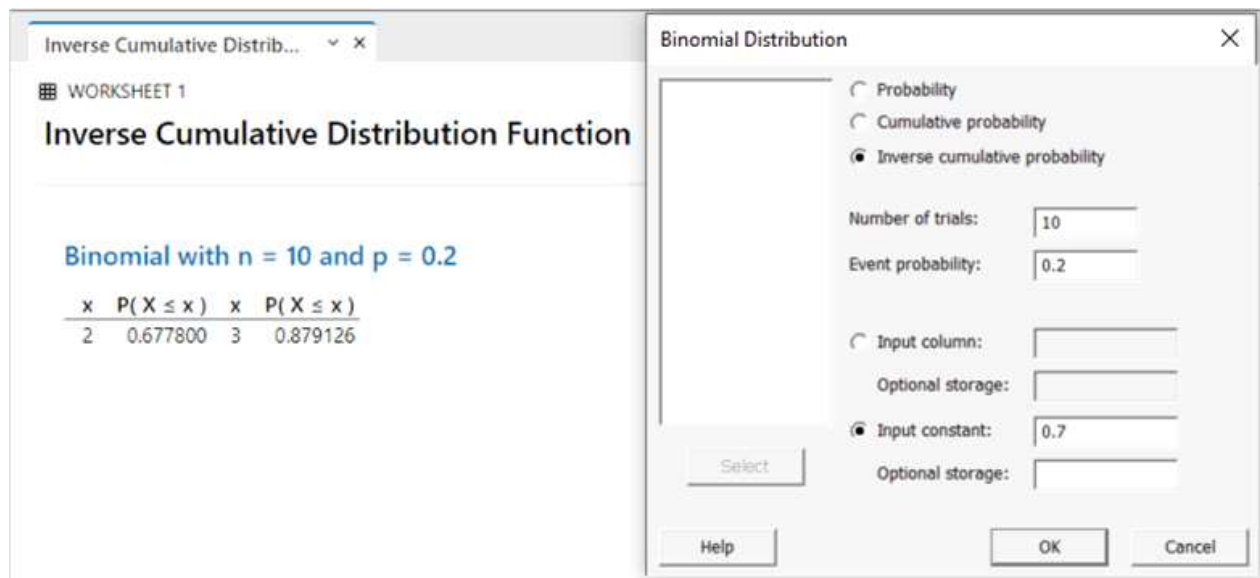 Inverse Cumulative Distrib...
WORKSHEET 1
Inverse Cumulative Distribution Function
Binomial with n = 10 and p = 0.2
x P( X ≤ x ) x P( X ≤ x )
2 0.677800 3 0.879126
Binomial Distribution
Probability
Cumulative probability
Inverse cumulative probability
Number of trials: 10
Event probability: 0.2
Input column:
Optional storage:
Input constant: 0.7
Optional storage:
Select
Help OK Cancel